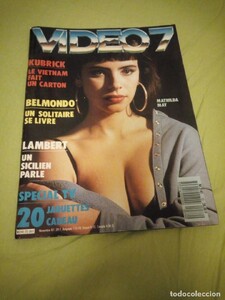 VIDEO7
KUBRICK
LE VIETNAM
FAIT
UN CARTON
MATHILDA
MAY
BELMONDO
UN SOLITAIRE
SE LIVRE
LAMBERT
UN
SICILIEN
PARLE
SPECIAL TV
20 JAQUETTES
CADEAU
todocoleccion